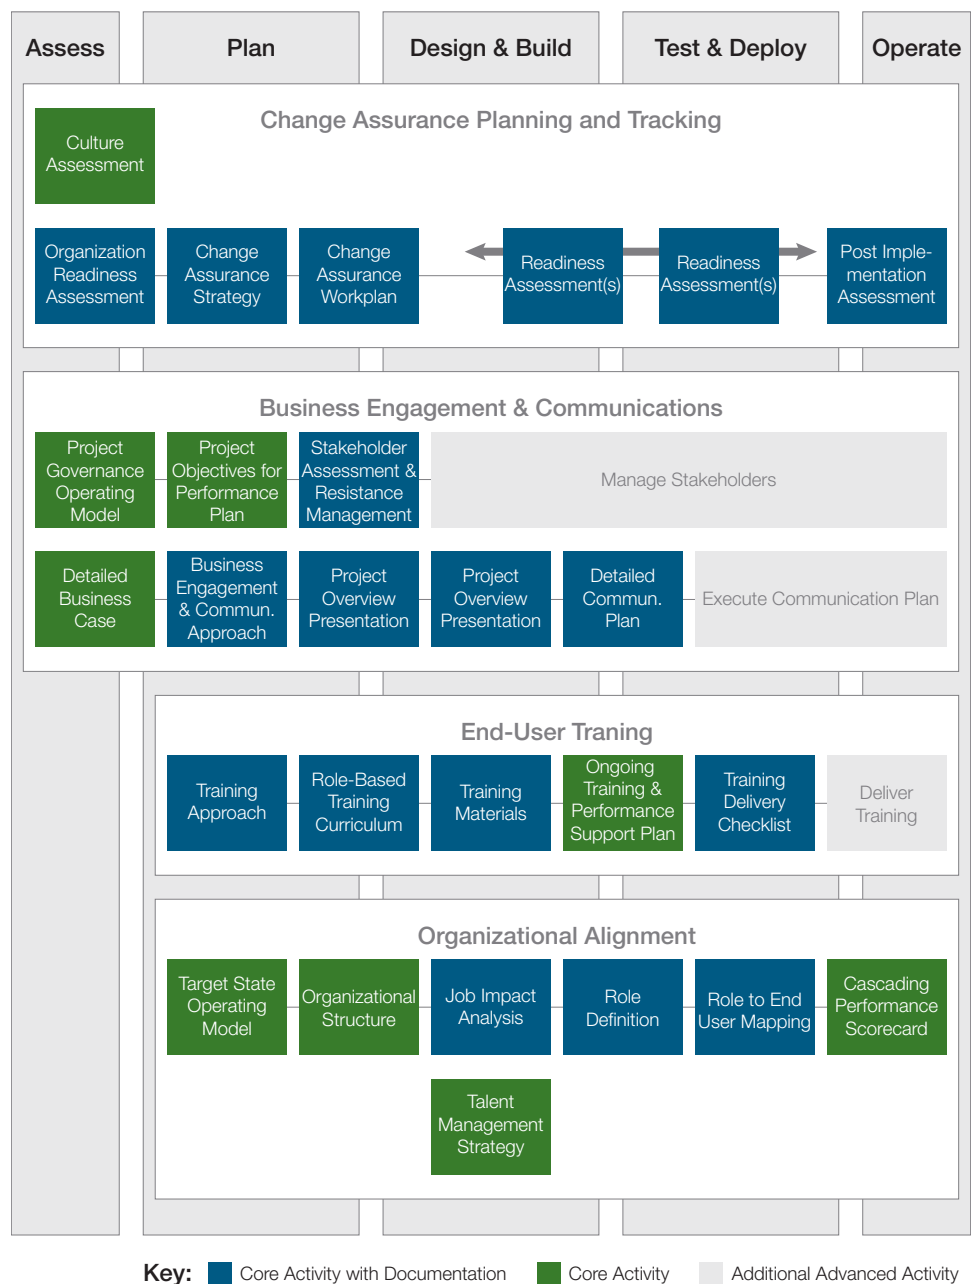 Assess
Plan
Design & Build
Test & Deploy
Operate
Change Assurance Planning and Tracking
Culture
Assessment
Organization
Readiness
Assessment
Change
Assurance
Strategy
Change
Assurance
Workplan
Readiness
Assessment(s)
Readiness
Assessment(s)
Post Imple-
mentation
Assessment
Business Engagement & Communications
Project
Governance
Operating
Model
Project
Objectives for
Performance
Plan
Stakeholder
Assessment &
Resistance
Management
Manage Stakeholders
Detailed
Business
Case
Business
Engagement
& Commun.
Approach
Project
Overview
Presentation
Project
Overview
Presentation
Detailed
Commun.
Plan
Execute Communication Plan
End-User Traning
Training
Approach
Role-Based
Training
Curriculum
Training
Materials
Ongoing
Training &
Performance
Support Plan
Training
Delivery
Checklist
Deliver
Training
Organizational Alignment
Target State
Operating
Model
Organizational
Structure
Job Impact
Analysis
Role
Definition
Role to End
User Mapping
Cascading
Performance
Scorecard
Talent
Management
Strategy
Key:
Core Activity with Documentation
Core Activity
Additional Advanced Activity